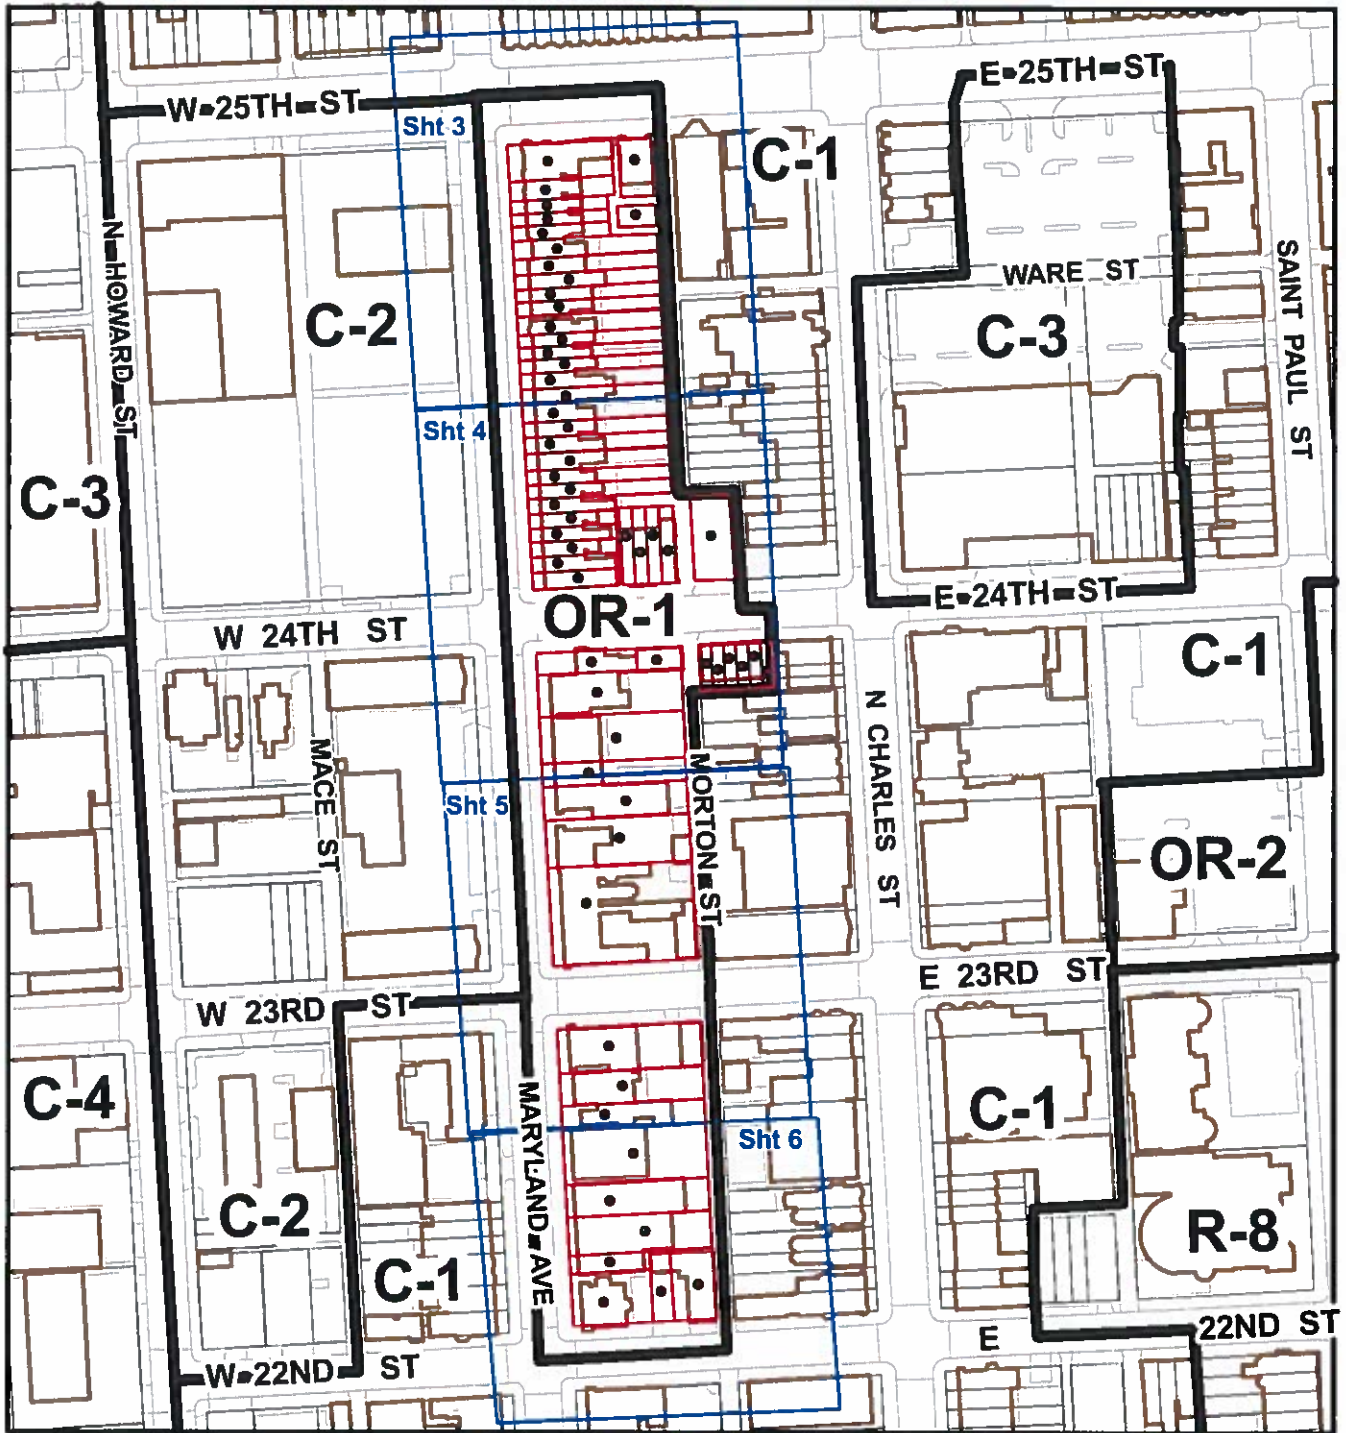 E 25TH ST
W 25TH ST
Sht 3
C-1
N HOWARD ST
WARE ST
SAINT PAUL ST
C-2
C-3
Sht 4
C-3
E 24TH ST
OR-1
W 24TH ST
C-1
N CHARLES ST
MACE ST
MORTON ST
Sht 5
OR-2
E 23RD ST
W 23RD ST
C-4
C-1
MARYLAND AVE
Sht 6
C-2
R-8
C-1
E 22ND ST
W 22ND ST